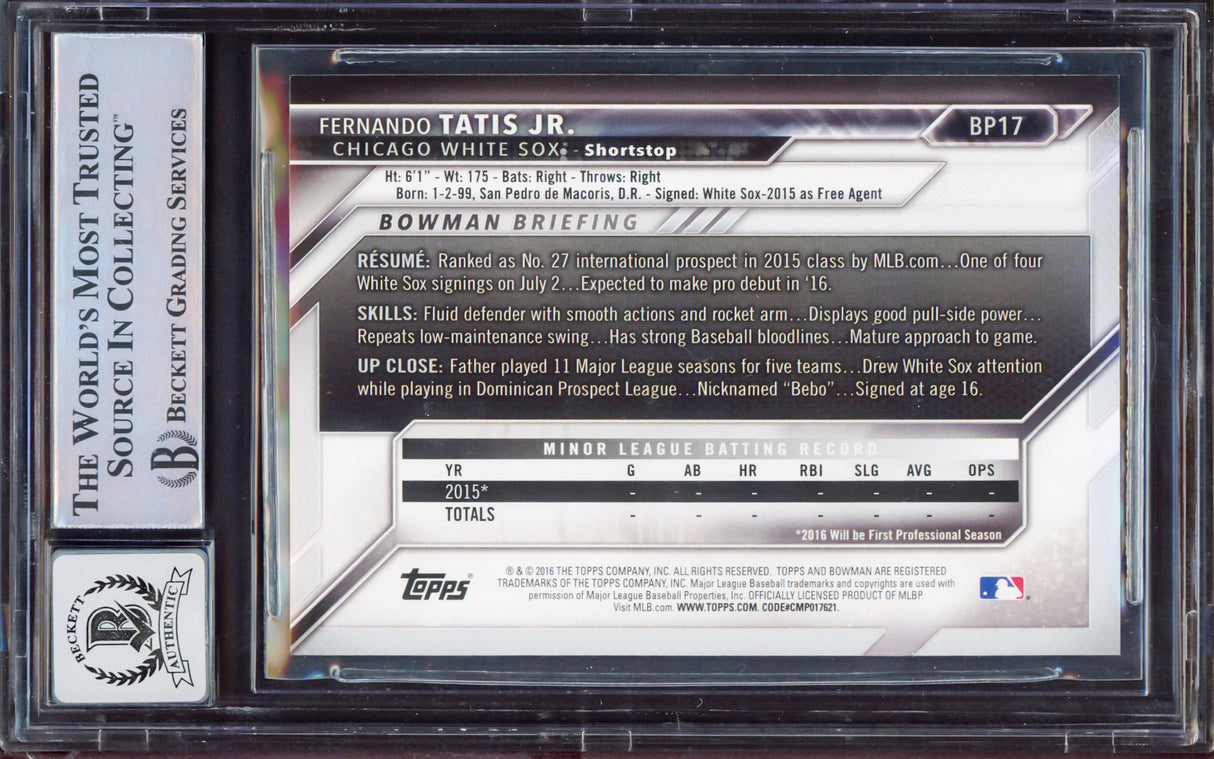 THE WORLD'S MOST TRUSTED
SOURCE IN COLLECTING™
B BECKETT GRADING SERVICES
BECKETT
AUTHENTIC
FERNANDO TATIS JR.
BP17
CHICAGO WHITE SOX® - Shortstop
Ht: 6'1" - Wt: 175 - Bats: Right - Throws: Right
Born: 1-2-99, San Pedro de Macoris, D.R. - Signed: White Sox-2015 as Free Agent
BOWMAN BRIEFING
RÉSUMÉ: Ranked as No. 27 international prospect in 2015 class by MLB.com...One of four
White Sox signings on July 2...Expected to make pro debut in '16.
SKILLS: Fluid defender with smooth actions and rocket arm...Displays good pull-side power...
Repeats low-maintenance swing...Has strong Baseball bloodlines...Mature approach to game.
UP CLOSE: Father played 11 Major League seasons for five teams...Drew White Sox attention
while playing in Dominican Prospect League...Nicknamed "Bebo"...Signed at age 16.
MINOR LEAGUE BATTING RECORD
YR G AB HR RBI SLG AVG OPS
2015* - - - - - - -
TOTALS - - - - - - -
*2016 Will be First Professional Season
topps®
® & © 2016 THE TOPPS COMPANY, INC. ALL RIGHTS RESERVED. TOPPS AND BOWMAN ARE REGISTERED
TRADEMARKS OF THE TOPPS COMPANY, INC. Major League Baseball trademarks and copyrights are used with
permission of Major League Baseball Properties, Inc. OFFICIALLY LICENSED PRODUCT OF MLBP.
Visit MLB.com. WWW.TOPPS.COM. CODE#CMP017621.